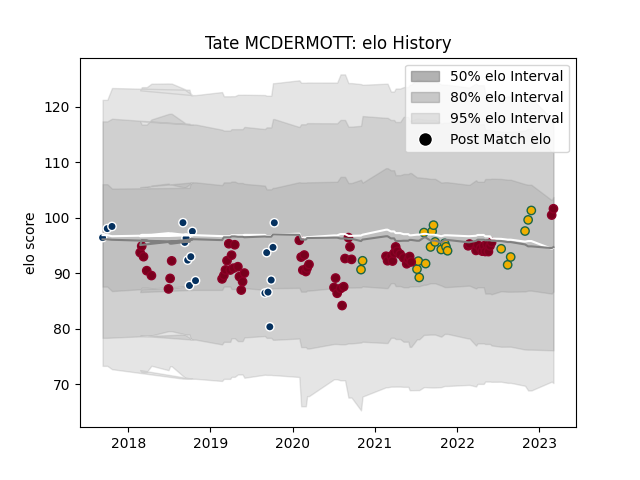 Tate MCDERMOTT: elo History
50% elo Interval
80% elo Interval
95% elo Interval
Post Match elo
elo score
120
110
100
90
80
70
2018
2019
2020
2021
2022
2023